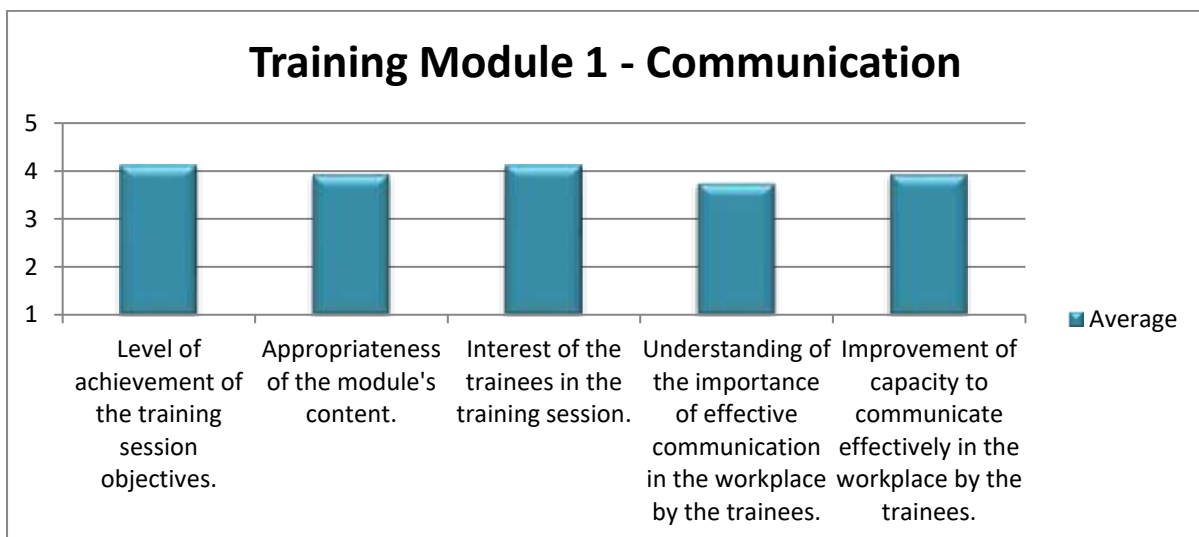 Training Module 1 - Communication
5
4
3
2
1
Level of
achievement of
the training
session
objectives.
Appropriateness
of the module's
content.
Interest of the
trainees in the
training session.
Understanding of
the importance
of effective
communication
in the workplace
by the trainees.
Improvement of
capacity to
communicate
effectively in the
workplace by the
trainees.
Average